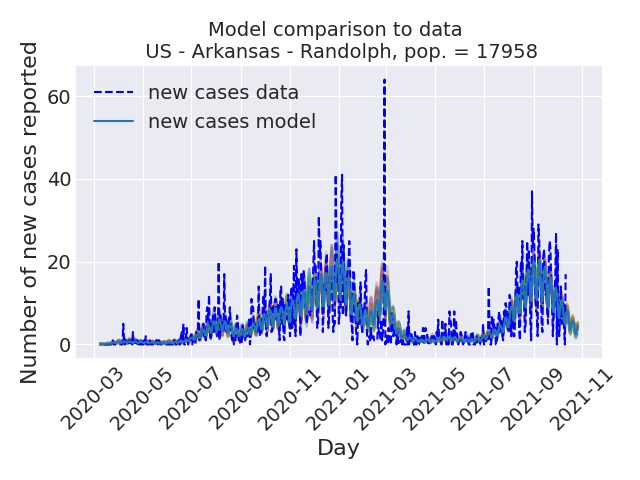 Model comparison to data
US - Arkansas - Randolph, pop. = 17958
Number of new cases reported
new cases data
new cases model
60
40
20
0
2020-03
2020-05
2020-07
2020-09
2020-11
2021-01
2021-03
2021-05
2021-07
2021-09
2021-11
Day